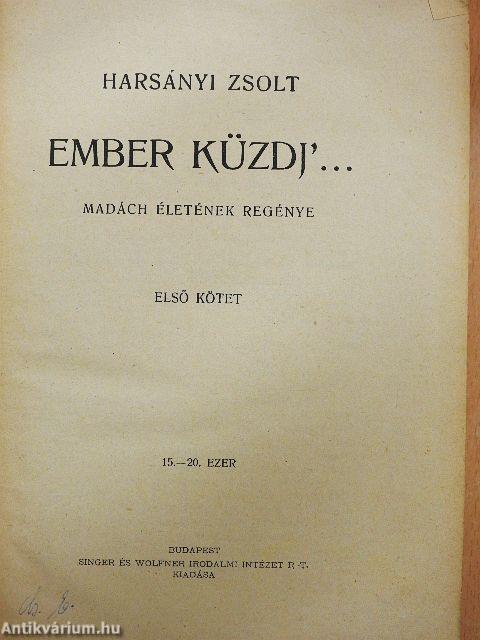 HARSÁNYI ZSOLT
EMBER KÜZDJ'...
MADÁCH ÉLETÉNEK REGÉNYE
ELSŐ KÖTET
15.—20. EZER
BUDAPEST
SINGER ÉS WOLFNER IRODALMI INTÉZET R.-T.
KIADÁSA
Antikvárium.hu